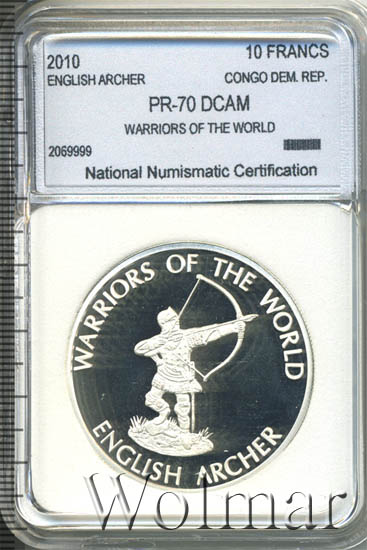 2010 10 FRANCS
ENGLISH ARCHER CONGO DEM. REP.
PR-70 DCAM
WARRIORS OF THE WORLD
2069999
National Numismatic Certification
WARRIORS OF THE WORLD
ENGLISH ARCHER
Wolmar